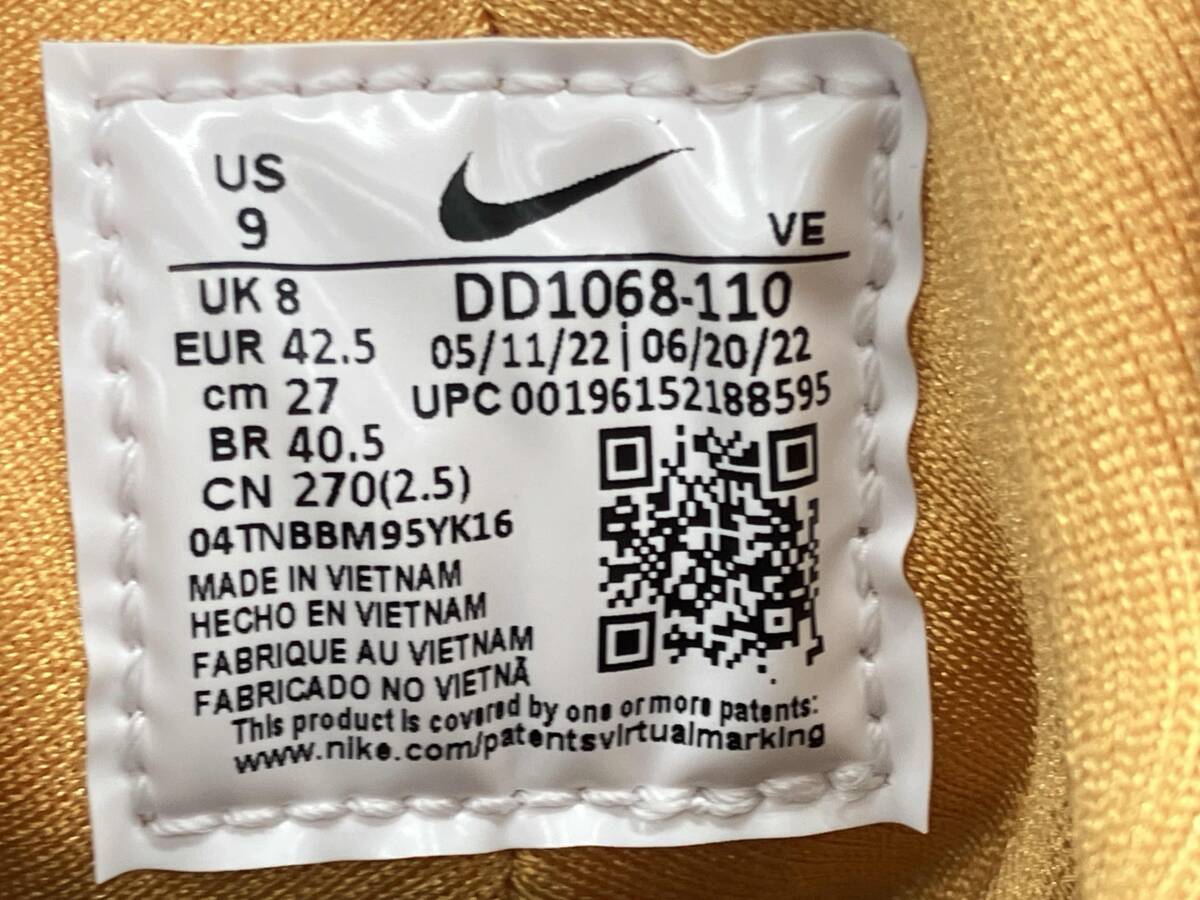 US
9
VE
UK 8
DD1068-110
EUR 42.5
05/11/22 | 06/20/22
cm 27
UPC 00196152188595
BR 40.5
CN 270(2.5)
04TNBBM95YK16
MADE IN VIETNAM
HECHO EN VIETNAM
FABRIQUE AU VIETNAM
FABRICADO NO VIETNÃ
This product is covered by one or more patents:
www.nike.com/patentsvirtualmarking